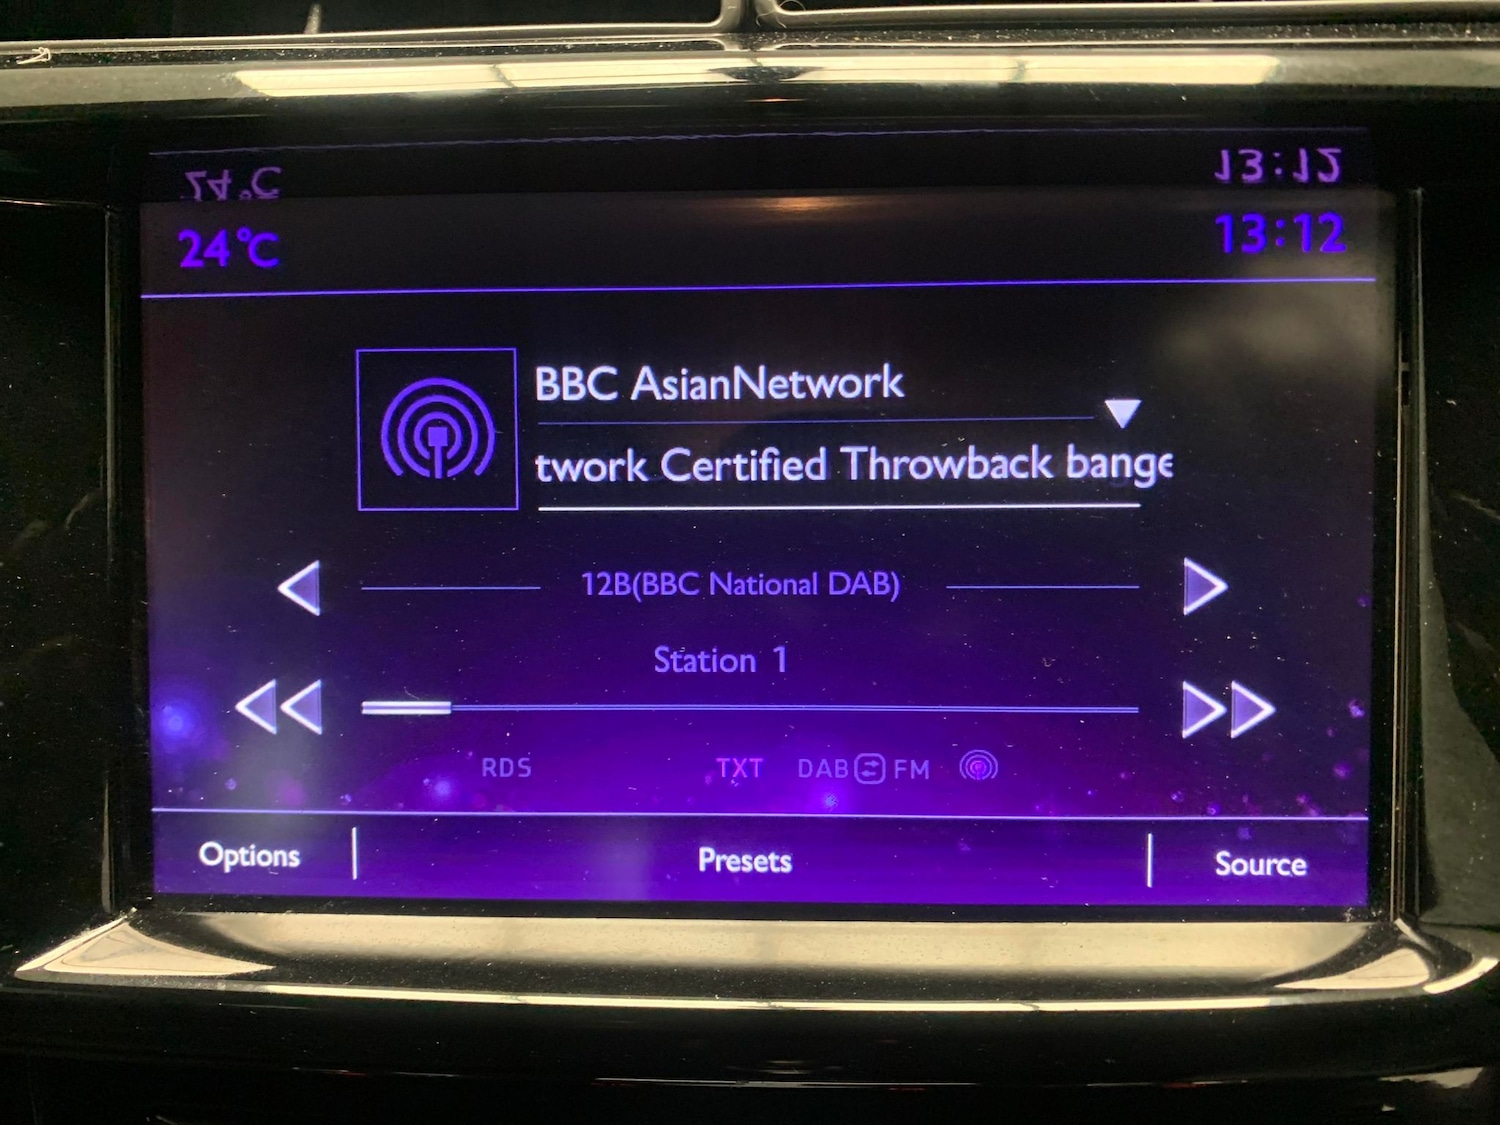 24°C
13:12
BBC AsianNetwork
twork Certified Throwback bange
12B(BBC National DAB)
Station 1
RDS TXT DAB FM
Options Presets Source